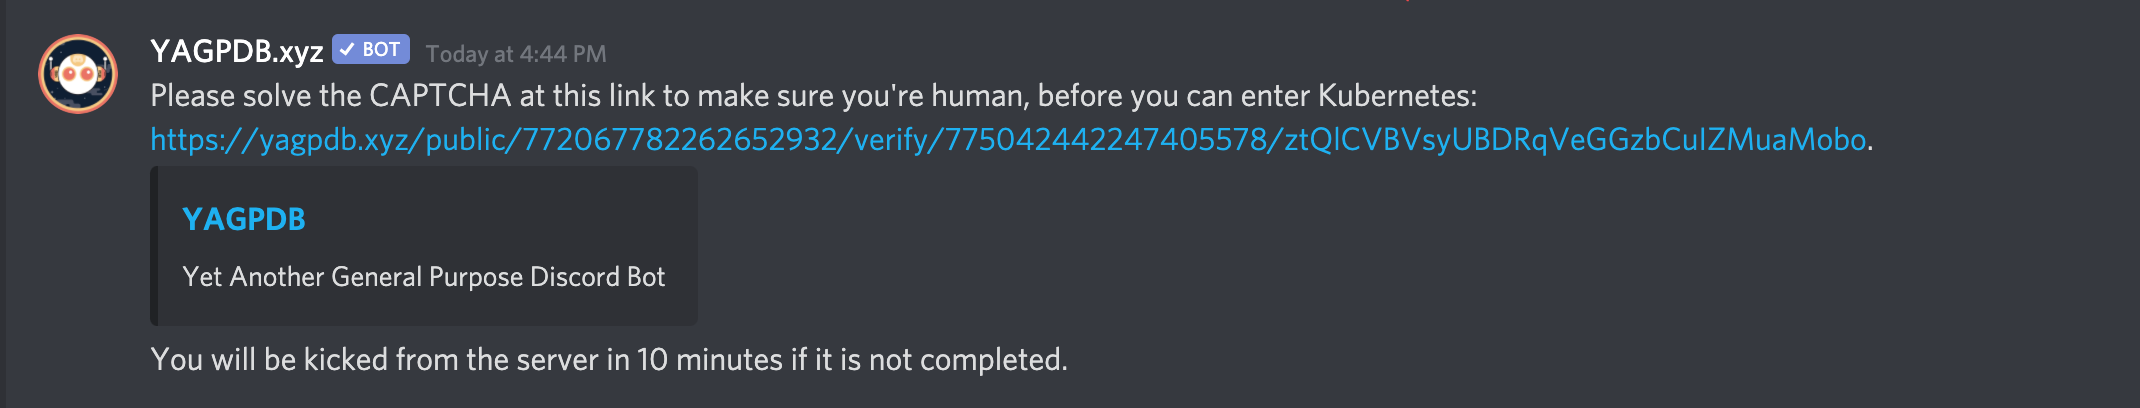 YAGPDB.xyz BOT Today at 4:44 PM
Please solve the CAPTCHA at this link to make sure you're human, before you can enter Kubernetes:
https://yagpdb.xyz/public/772067782262652932/verify/775042442247405578/ztQlCVBVsyUBDRqVeGGzbCuIZMuaMobo.
YAGPDB
Yet Another General Purpose Discord Bot
You will be kicked from the server in 10 minutes if it is not completed.